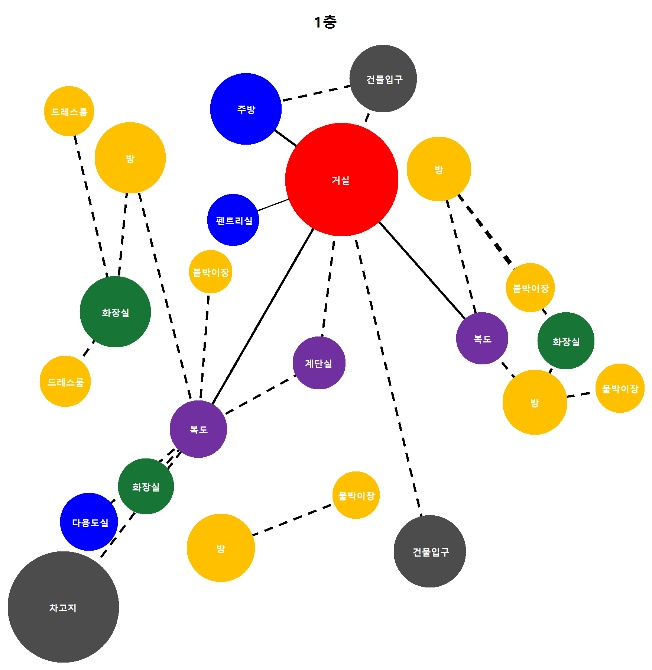 1층
건물입구
주방
드레스룸
방
거실
방
펜트리실
붙박이장
붙박이장
화장실
복도
화장실
계단실
드레스룸
붙박이장
방
복도
화장실
붙박이장
다용도실
방
건물입구
차고지